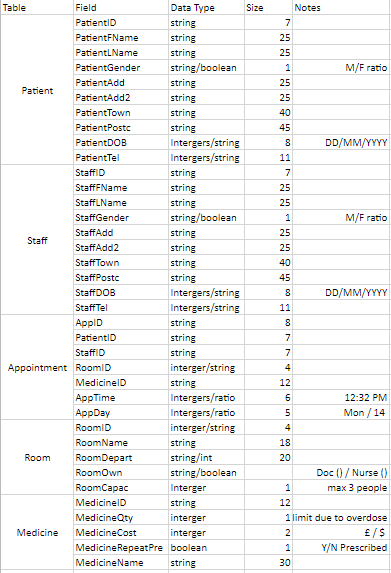 Table Field Data Type Size Notes
PatientID string 7
PatientFName string 25
PatientLName string 25
PatientGender string/boolean 1 M/F ratio
PatientAdd string 25
Patient PatientAdd2 string 25
PatientTown string 40
PatientPostc string 45
PatientDOB Intergers/string 8 DD/MM/YYYY
PatientTel Intergers/string 11
StaffID string 7
StaffFName string 25
StaffLName string 25
StaffGender string/boolean 1 M/F ratio
Staff StaffAdd string 25
StaffAdd2 string 25
StaffTown string 40
StaffPostc string 45
StaffDOB Intergers/string 8 DD/MM/YYYY
StaffTel Intergers/string 11
AppID string 8
PatientID string 7
StaffID string 7
Appointment RoomID interger/string 4
MedicineID string 12
AppTime Intergers/ratio 6 12:32 PM
AppDay Intergers/ratio 5 Mon / 14
RoomID interger/string 4
RoomName string 18
Room RoomDepart string/int 20
RoomOwn string/boolean Doc () / Nurse ()
RoomCapac Interger 1 max 3 people
MedicineID string 12
MedicineQty interger 1 limit due to overdose
Medicine MedicineCost interger 2 £ / $
MedicineRepeatPre boolean 1 Y/N Prescribed
MedicineName string 30